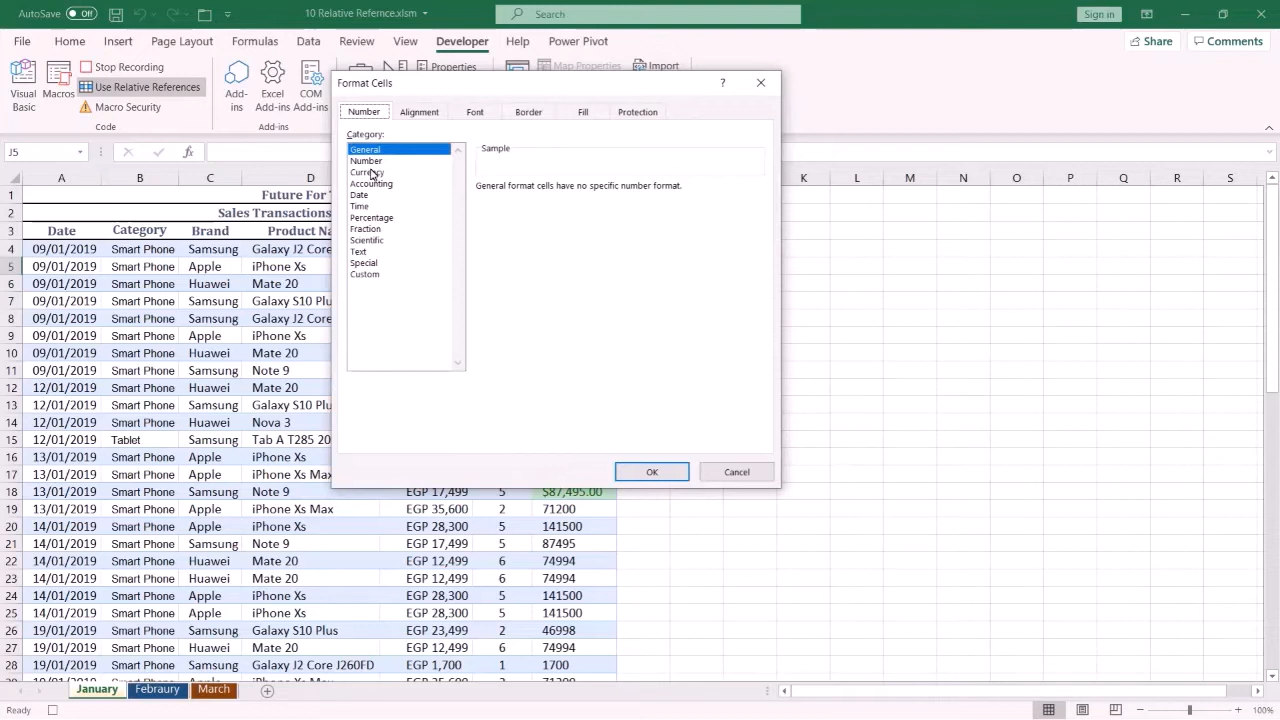 AutoSave Off 10 Relative Refernce.xlsm Search Sign in
File Home Insert Page Layout Formulas Data Review View Developer Help Power Pivot Share Comments
Visual Basic
Macros
Stop Recording
Use Relative References
Macro Security
Code
Add-ins
Excel Add-ins
COM Add-ins
Add-ins
Properties
Map Properties
Import
Format Cells
Number Alignment Font Border Fill Protection
Category:
General
Number
Currency
Accounting
Date
Time
Percentage
Fraction
Scientific
Text
Special
Custom
Sample
General format cells have no specific number format.
OK Cancel
J5
A B C D K L M N O P Q R S
1 Future For
2 Sales Transactions
3 Date Category Brand Product Na
4 09/01/2019 Smart Phone Samsung Galaxy J2 Core
5 09/01/2019 Smart Phone Apple iPhone Xs
6 09/01/2019 Smart Phone Huawei Mate 20
7 09/01/2019 Smart Phone Samsung Galaxy S10 Plu
8 09/01/2019 Smart Phone Samsung Galaxy J2 Core
9 09/01/2019 Smart Phone Apple iPhone Xs
10 09/01/2019 Smart Phone Huawei Mate 20
11 09/01/2019 Smart Phone Samsung Note 9
12 12/01/2019 Smart Phone Huawei Mate 20
13 12/01/2019 Smart Phone Samsung Galaxy S10 Plu
14 12/01/2019 Smart Phone Huawei Nova 3
15 12/01/2019 Tablet Samsung Tab A T285 20
16 13/01/2019 Smart Phone Apple iPhone Xs
17 13/01/2019 Smart Phone Apple iPhone Xs Max
18 13/01/2019 Smart Phone Samsung Note 9 EGP 17,499 5 $87,495.00
19 13/01/2019 Smart Phone Apple iPhone Xs Max EGP 35,600 2 71200
20 14/01/2019 Smart Phone Apple iPhone Xs EGP 28,300 5 141500
21 14/01/2019 Smart Phone Samsung Note 9 EGP 17,499 5 87495
22 14/01/2019 Smart Phone Huawei Mate 20 EGP 12,499 6 74994
23 14/01/2019 Smart Phone Huawei Mate 20 EGP 12,499 6 74994
24 14/01/2019 Smart Phone Apple iPhone Xs EGP 28,300 5 141500
25 14/01/2019 Smart Phone Apple iPhone Xs EGP 28,300 5 141500
26 19/01/2019 Smart Phone Samsung Galaxy S10 Plus EGP 23,499 2 46998
27 19/01/2019 Smart Phone Huawei Mate 20 EGP 12,499 6 74994
28 19/01/2019 Smart Phone Samsung Galaxy J2 Core J260FD EGP 1,700 1 1700
January Febraury March
Ready 100%